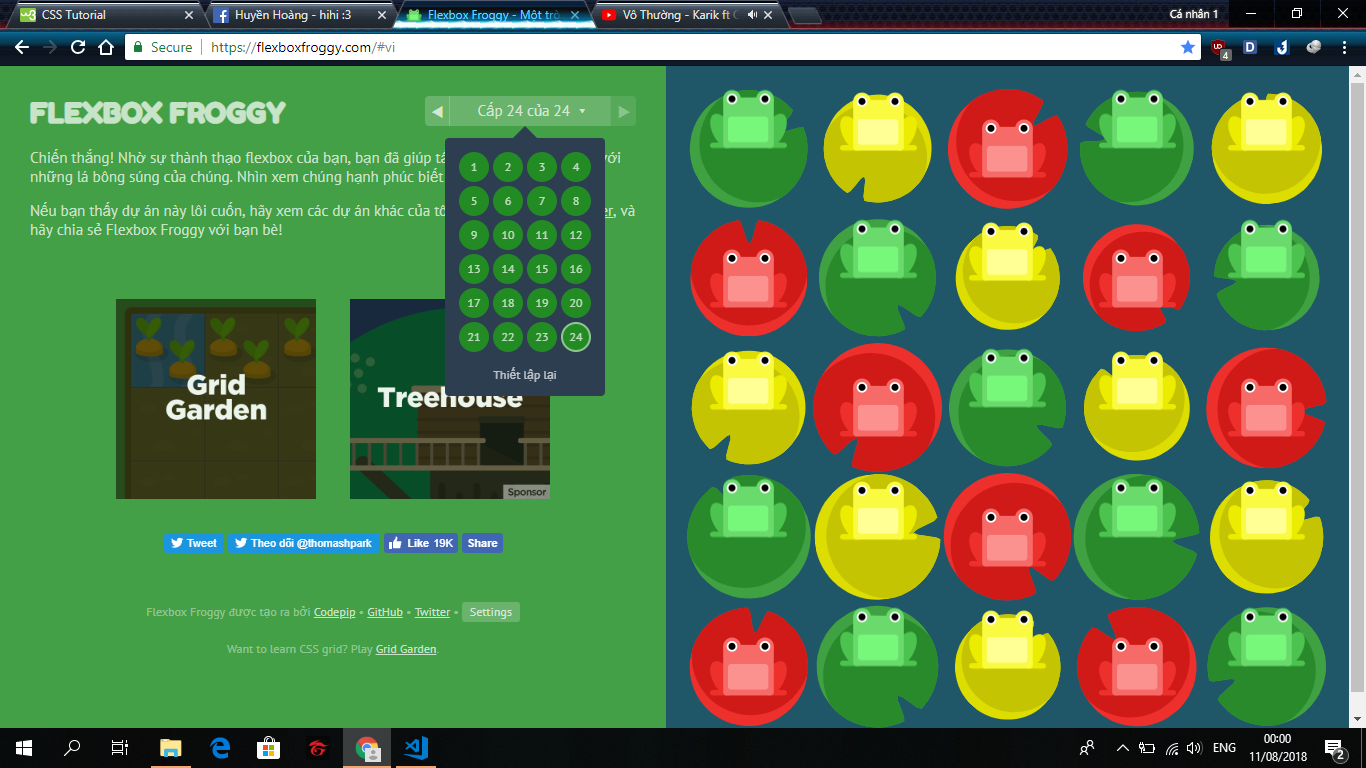 CSS Tutorial
Huyền Hoàng - hihi :3
Flexbox Froggy - Một trò
Vô Thường - Karik ft
Cá nhân 1
Secure
https://flexboxfroggy.com/#vi
4
FLEXBOX FROGGY
Cấp 24 của 24
Chiến thắng! Nhờ sự thành thạo flexbox của bạn, bạn đã giúp với
những lá bông súng của chúng. Nhìn xem chúng hạnh phúc biết
Nếu bạn thấy dự án này lôi cuốn, hãy xem các dự án khác của , và
hãy chia sẻ Flexbox Froggy với bạn bè!
1 2 3 4
5 6 7 8
9 10 11 12
13 14 15 16
17 18 19 20
21 22 23 24
Thiết lập lại
Grid
Garden
Treehouse
Sponsor
Tweet
Theo dõi @thomashpark
Like 19K
Share
Flexbox Froggy được tạo ra bởi Codepip • GitHub • Twitter • Settings
Want to learn CSS grid? Play Grid Garden.
ENG
00:00
11/08/2018
2